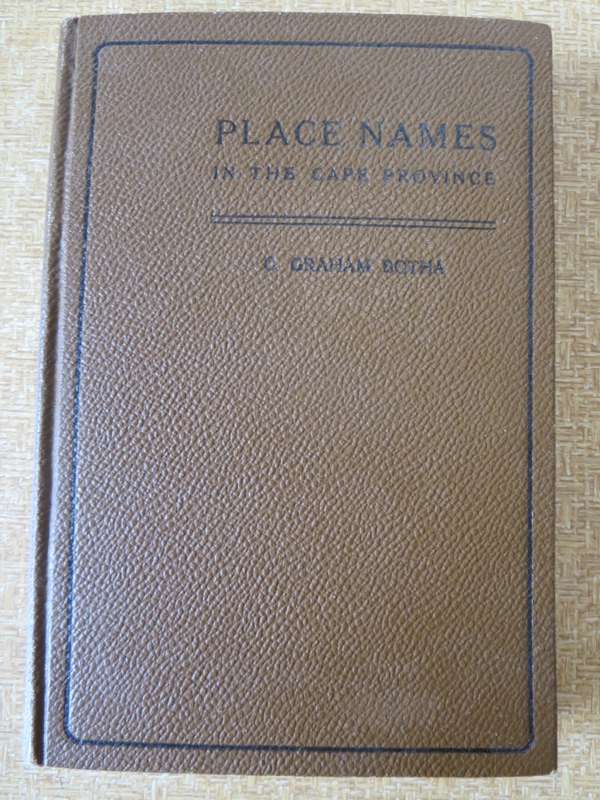 PLACE NAMES
IN THE CAPE PROVINCE
C. GRAHAM BOTHA